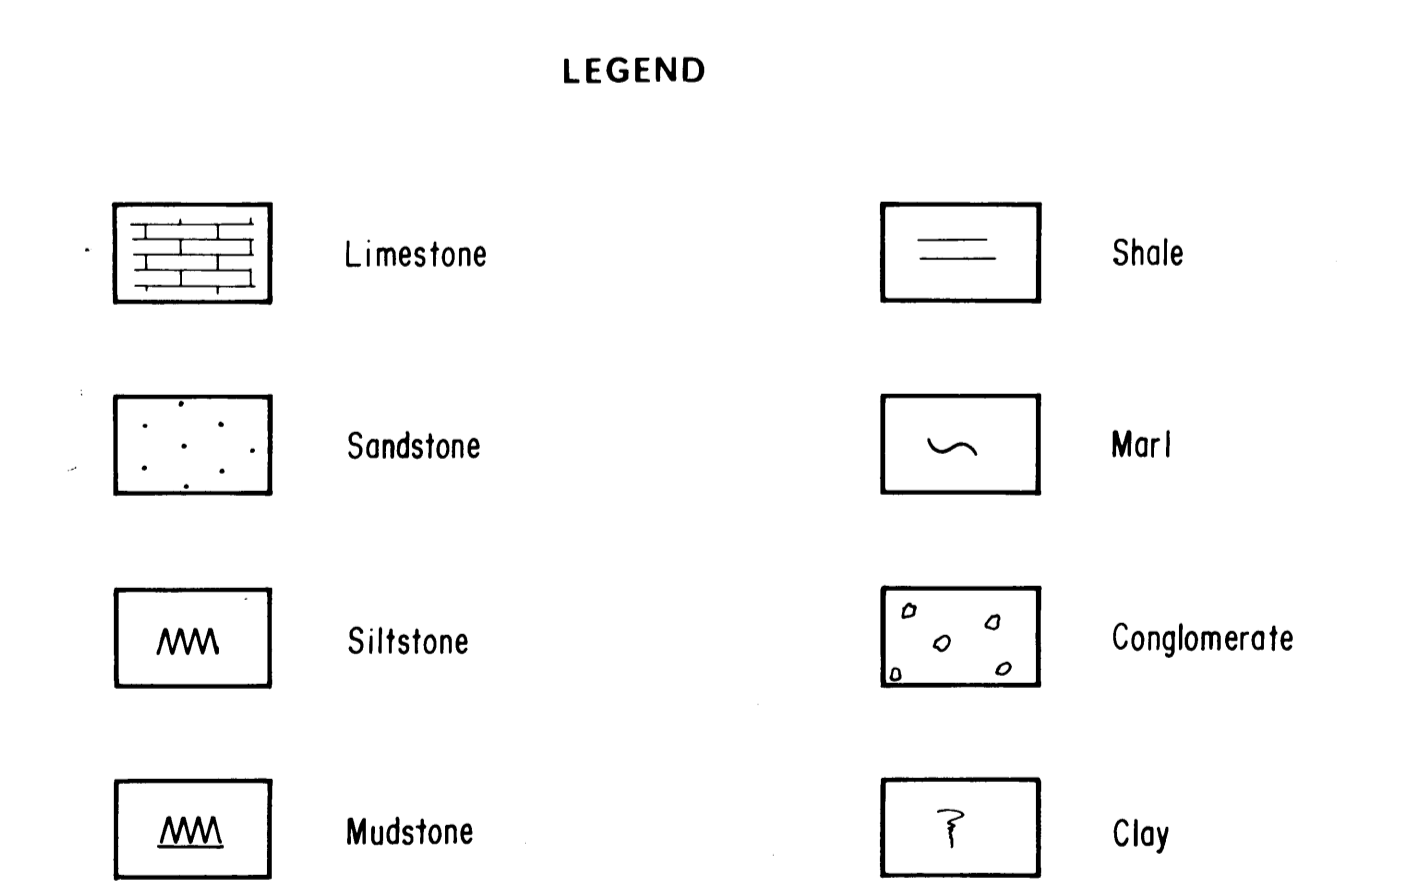 LEGEND
Limestone
Shale
Sandstone
Marl
Siltstone
Conglomerate
Mudstone
Clay